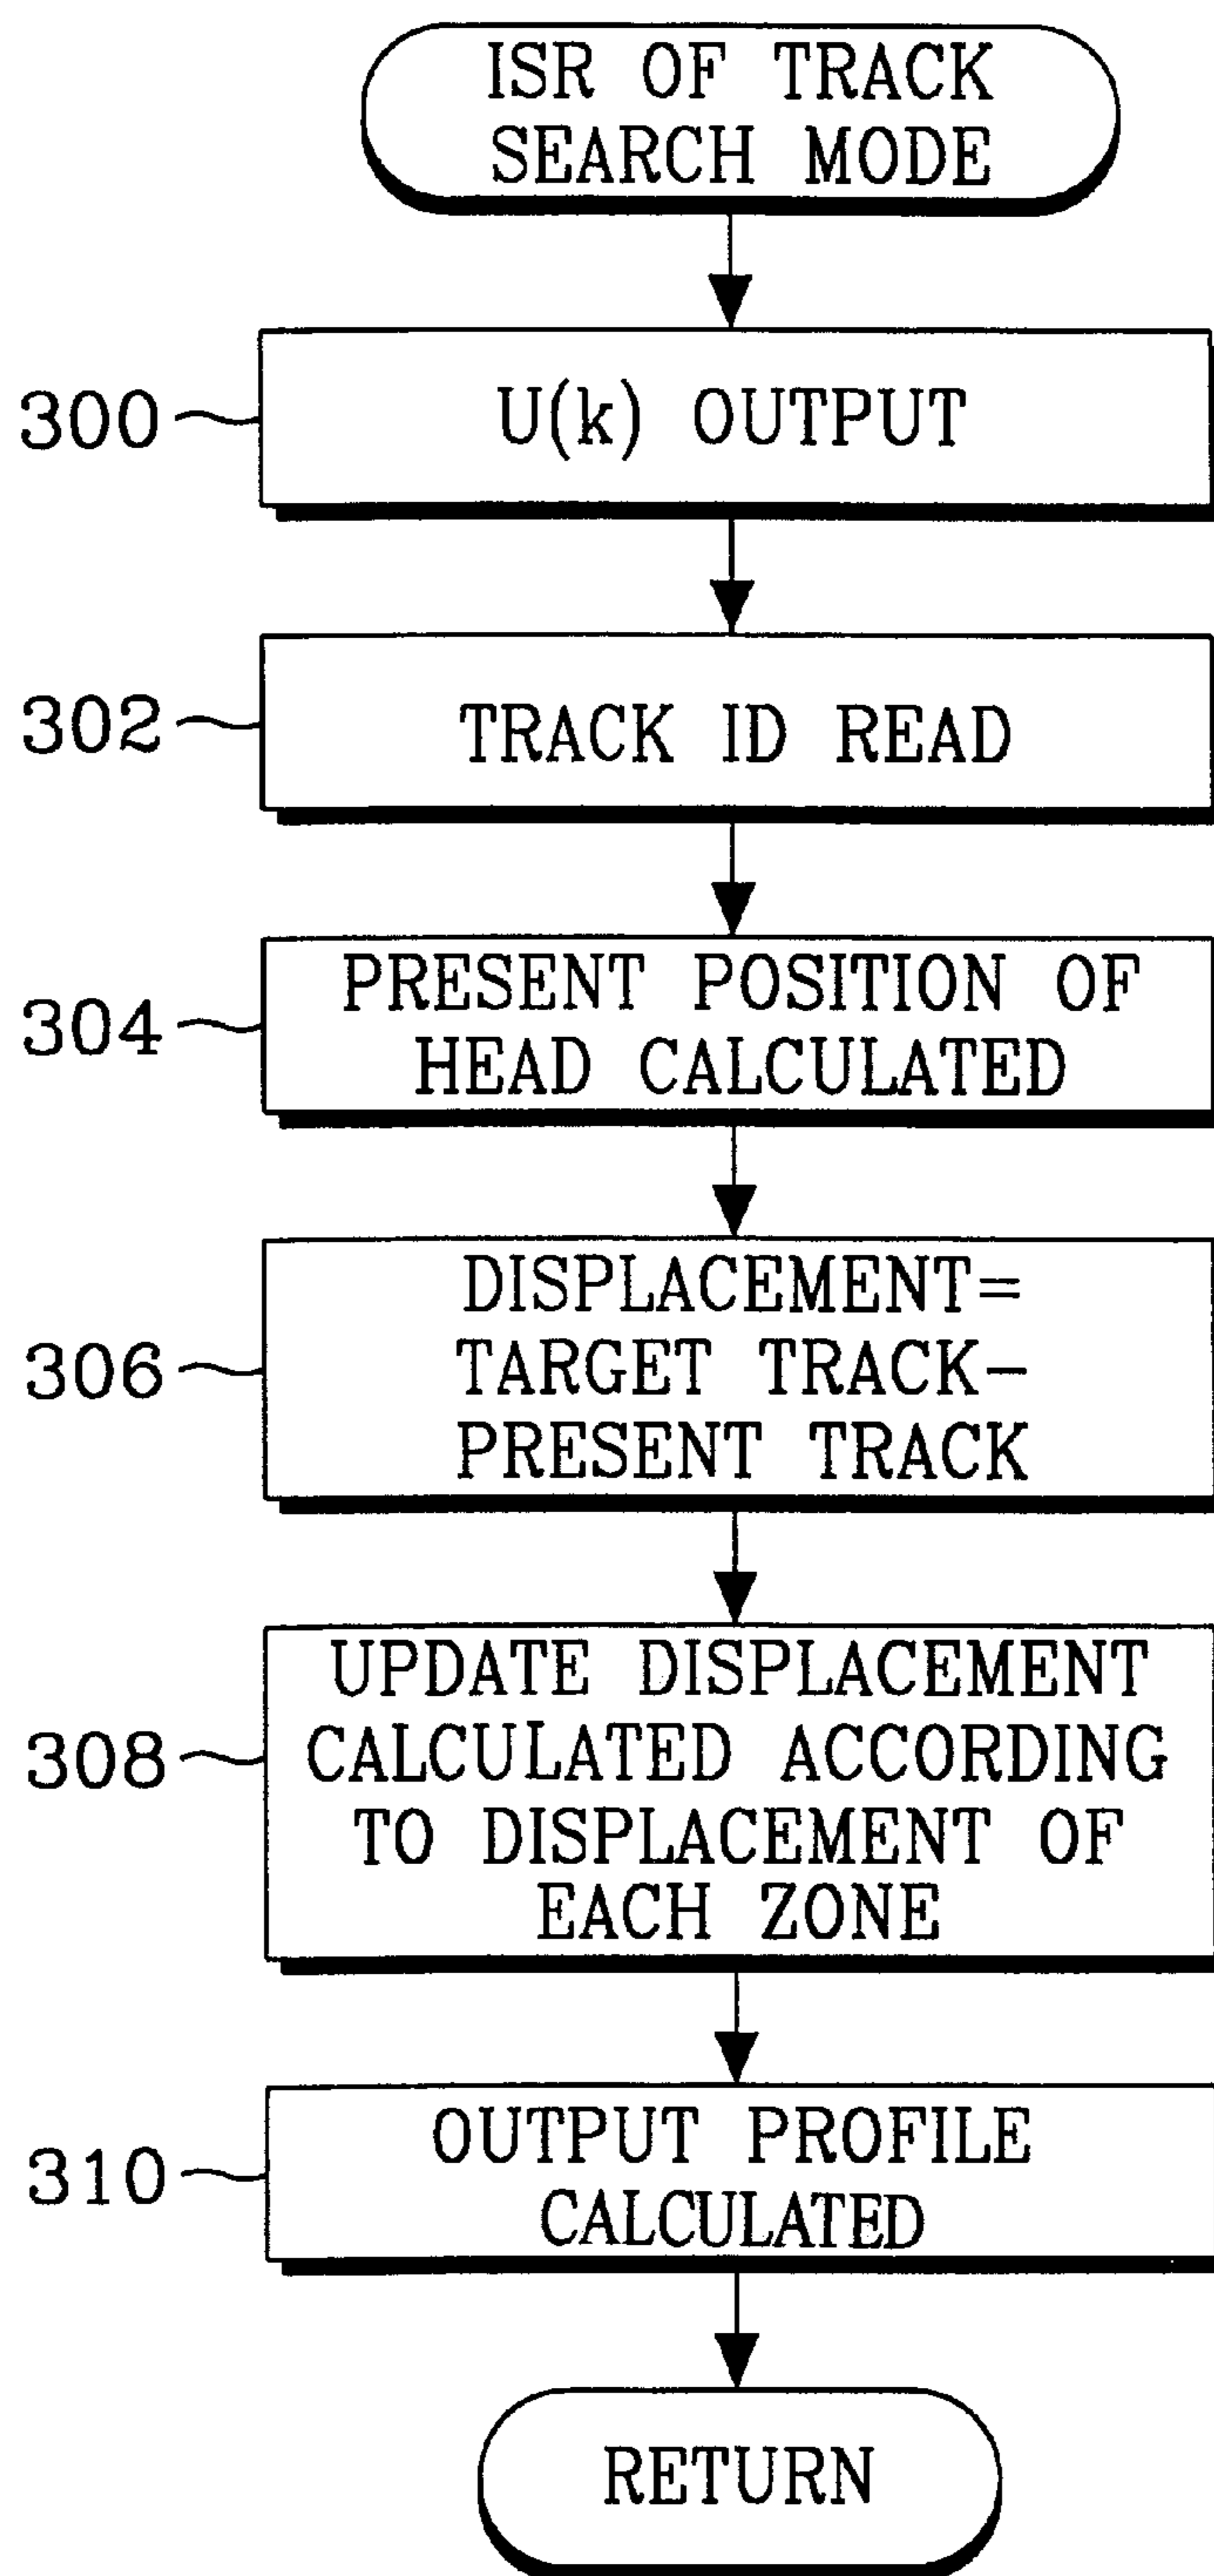 ISR OF TRACK
SEARCH MODE
300
U(k) OUTPUT
302
TRACK ID READ
304
PRESENT POSITION OF
HEAD CALCULATED
306
DISPLACEMENT=
TARGET TRACK-
PRESENT TRACK
308
UPDATE DISPLACEMENT
CALCULATED ACCORDING
TO DISPLACEMENT OF
EACH ZONE
310
OUTPUT PROFILE
CALCULATED
RETURN